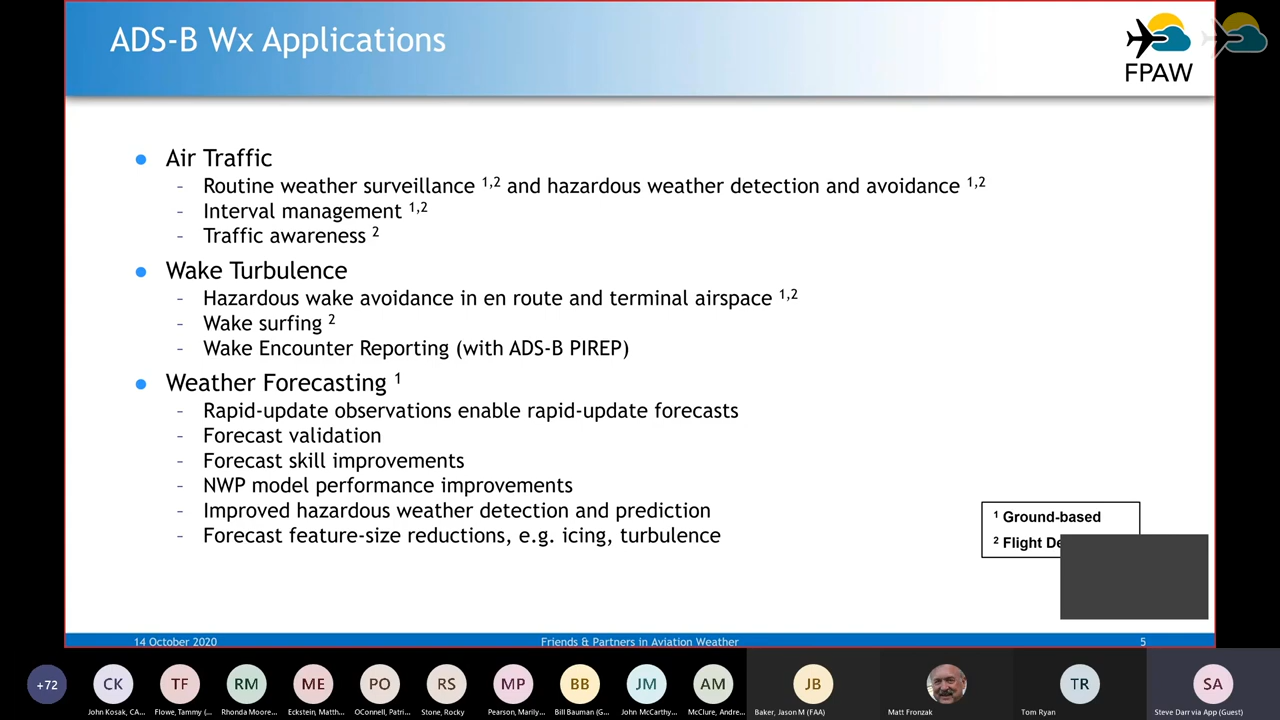 ADS-B Wx Applications
FPAW
Air Traffic
Routine weather surveillance 1,2 and hazardous weather detection and avoidance 1,2
Interval management 1,2
Traffic awareness 2
Wake Turbulence
Hazardous wake avoidance in en route and terminal airspace 1,2
Wake surfing 2
Wake Encounter Reporting (with ADS-B PIREP)
Weather Forecasting 1
Rapid-update observations enable rapid-update forecasts
Forecast validation
Forecast skill improvements
NWP model performance improvements
Improved hazardous weather detection and prediction
Forecast feature-size reductions, e.g. icing, turbulence
1 Ground-based
2 Flight
14 October 2020 Friends & Partners in Aviation Weather 5
+72 CK TF RM ME PO RS MP BB JM AM JB TR SA
John Kosak, CA... Flowe, Tammy (... Rhonda Moore... Eckstein, Matth... OConnell, Patri... Stone, Rocky Pearson, Marily... Bill Bauman (G... John McCarthy... McClure, Andre... Baker, Jason M (FAA) Matt Fronzak Tom Ryan Steve Darr via App (Guest)